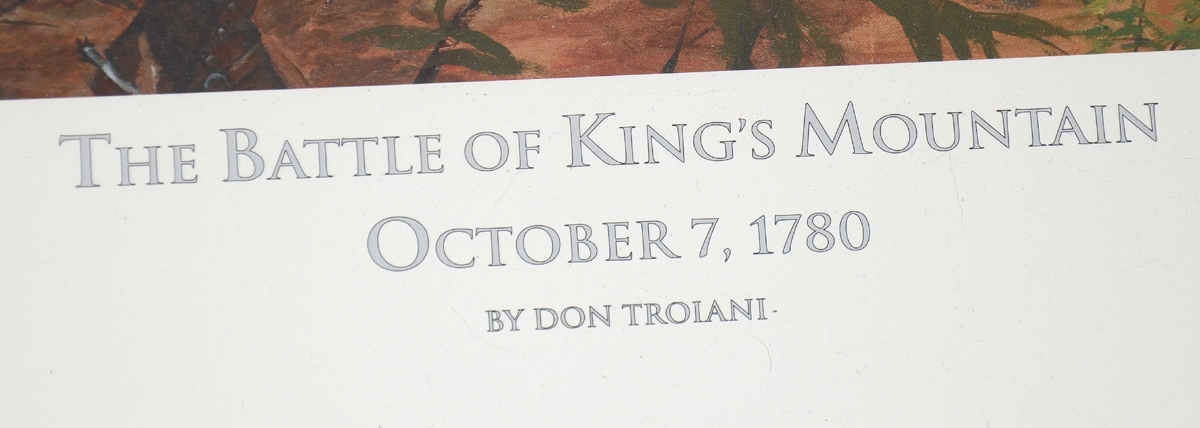 The Battle of King's Mountain
October 7, 1780
by Don Troiani